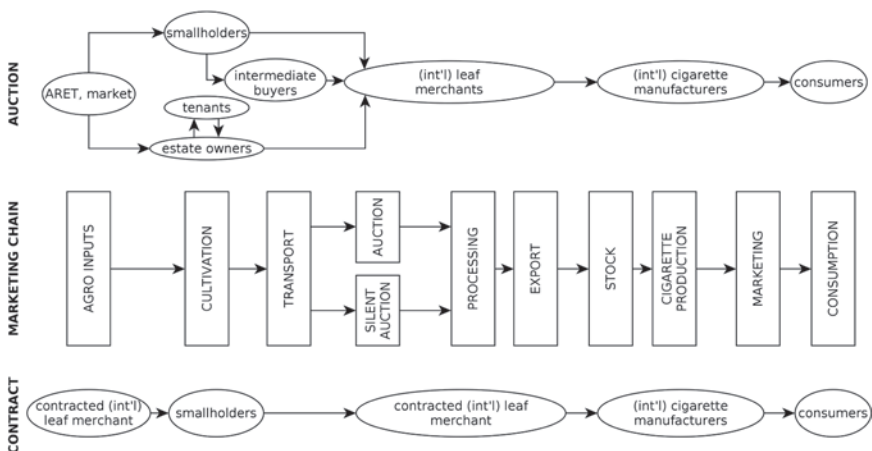 AUCTION
smallholders
ARET, market
intermediate
buyers
tenants
estate owners
(int'l) leaf
merchants
(int'l) cigarette
manufacturers
consumers
MARKETING CHAIN
AGRO INPUTS
CULTIVATION
TRANSPORT
AUCTION
SILENT
AUCTION
PROCESSING
EXPORT
STOCK
CIGARETTE
PRODUCTION
MARKETING
CONSUMPTION
CONTRACT
contracted (int'l)
leaf merchant
smallholders
contracted (int'l) leaf
merchant
(int'l) cigarette
manufacturers
consumers